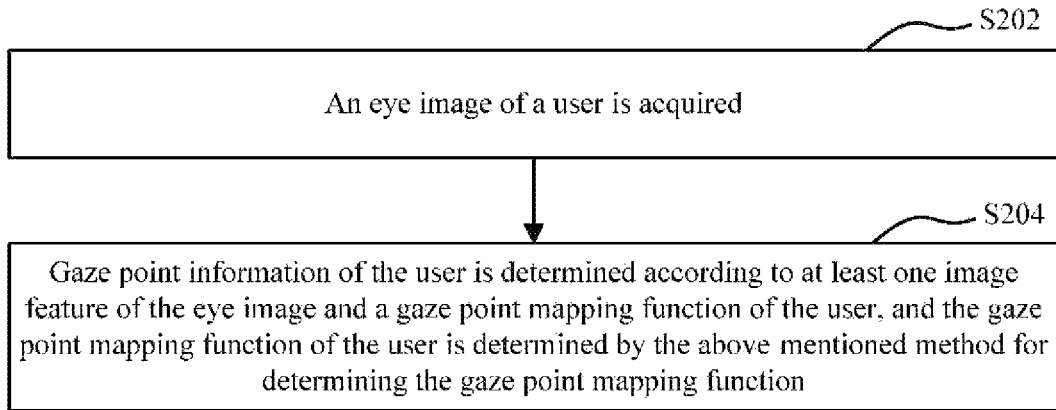 S202
An eye image of a user is acquired
S204
Gaze point information of the user is determined according to at least one image
feature of the eye image and a gaze point mapping function of the user, and the gaze
point mapping function of the user is determined by the above mentioned method for
determining the gaze point mapping function